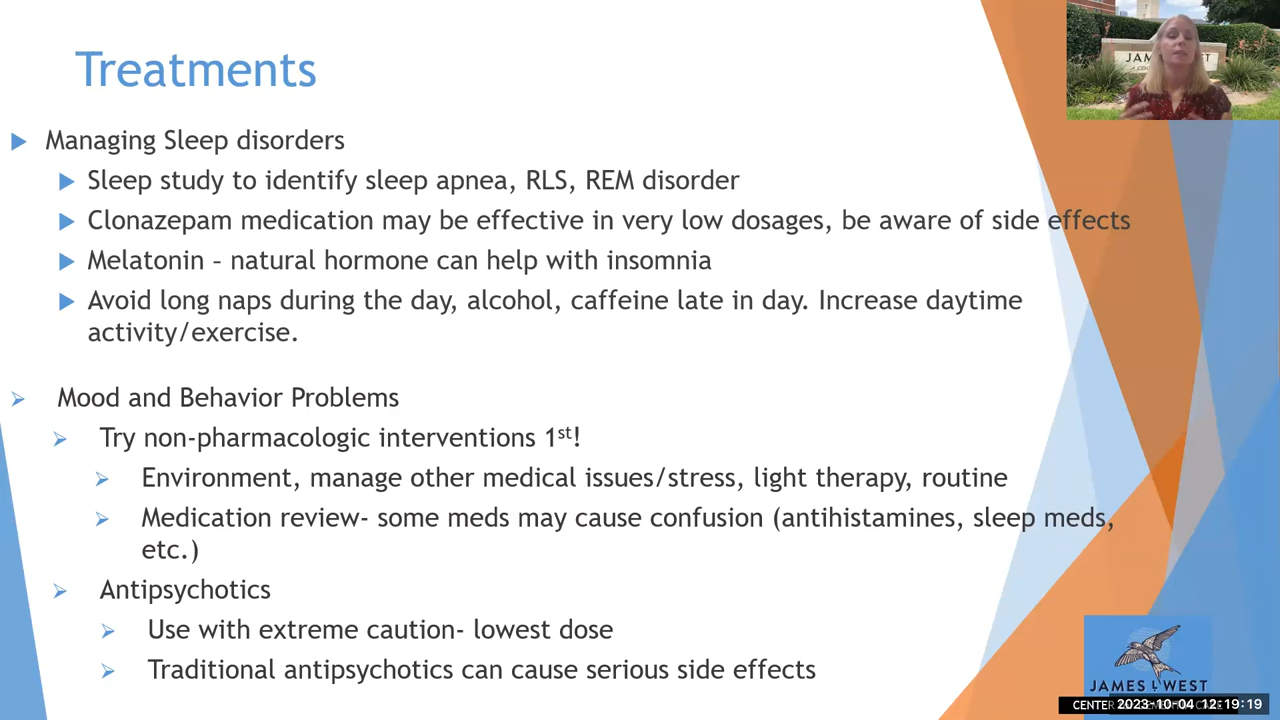 Treatments
Managing Sleep disorders
Sleep study to identify sleep apnea, RLS, REM disorder
Clonazepam medication may be effective in very low dosages, be aware of side effects
Melatonin – natural hormone can help with insomnia
Avoid long naps during the day, alcohol, caffeine late in day. Increase daytime
activity/exercise.
Mood and Behavior Problems
Try non-pharmacologic interventions 1st!
Environment, manage other medical issues/stress, light therapy, routine
Medication review- some meds may cause confusion (antihistamines, sleep meds,
etc.)
Antipsychotics
Use with extreme caution- lowest dose
Traditional antipsychotics can cause serious side effects
JAMES L WEST
CENTER
2023-10-04 12:19:19